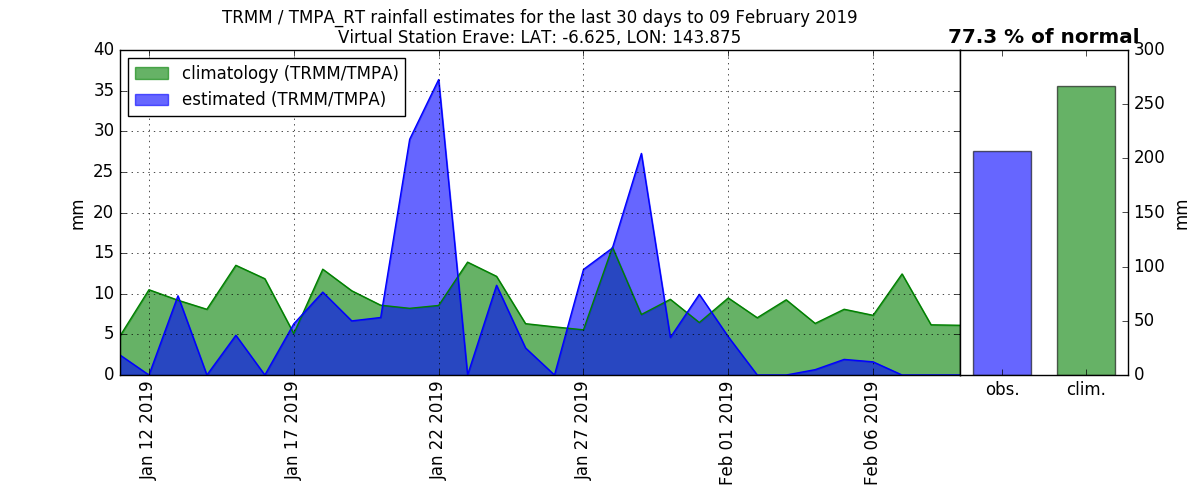 TRMM / TMPA_RT rainfall estimates for the last 30 days to 09 February 2019
Virtual Station Erave: LAT: -6.625, LON: 143.875
77.3 % of normal
climatology (TRMM/TMPA)
estimated (TRMM/TMPA)
40
35
30
25
20
15
10
5
0
mm
Jan 12 2019
Jan 17 2019
Jan 22 2019
Jan 27 2019
Feb 01 2019
Feb 06 2019
obs.
clim.
300
250
200
150
100
50
0
mm